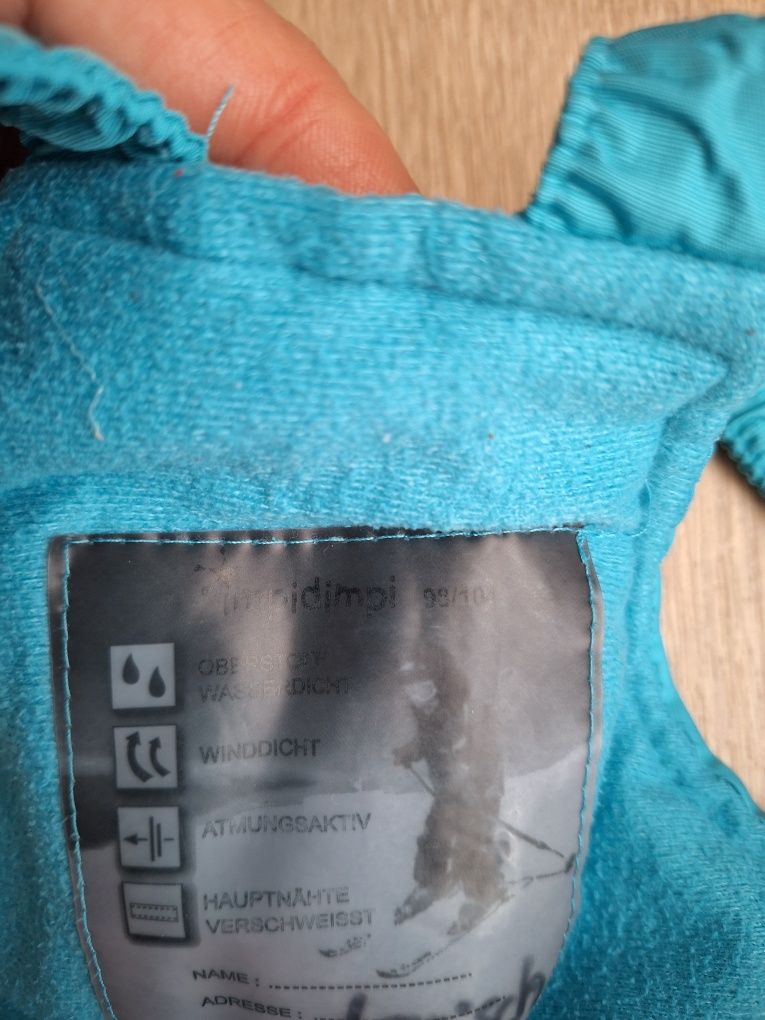 impidimpi 98/104
OBERSTOFF
WASSERDICHT
WINDDICHT
ATMUNGSAKTIV
HAUPTNÄHTE
VERSCHWEISST
NAME :
ADRESSE :